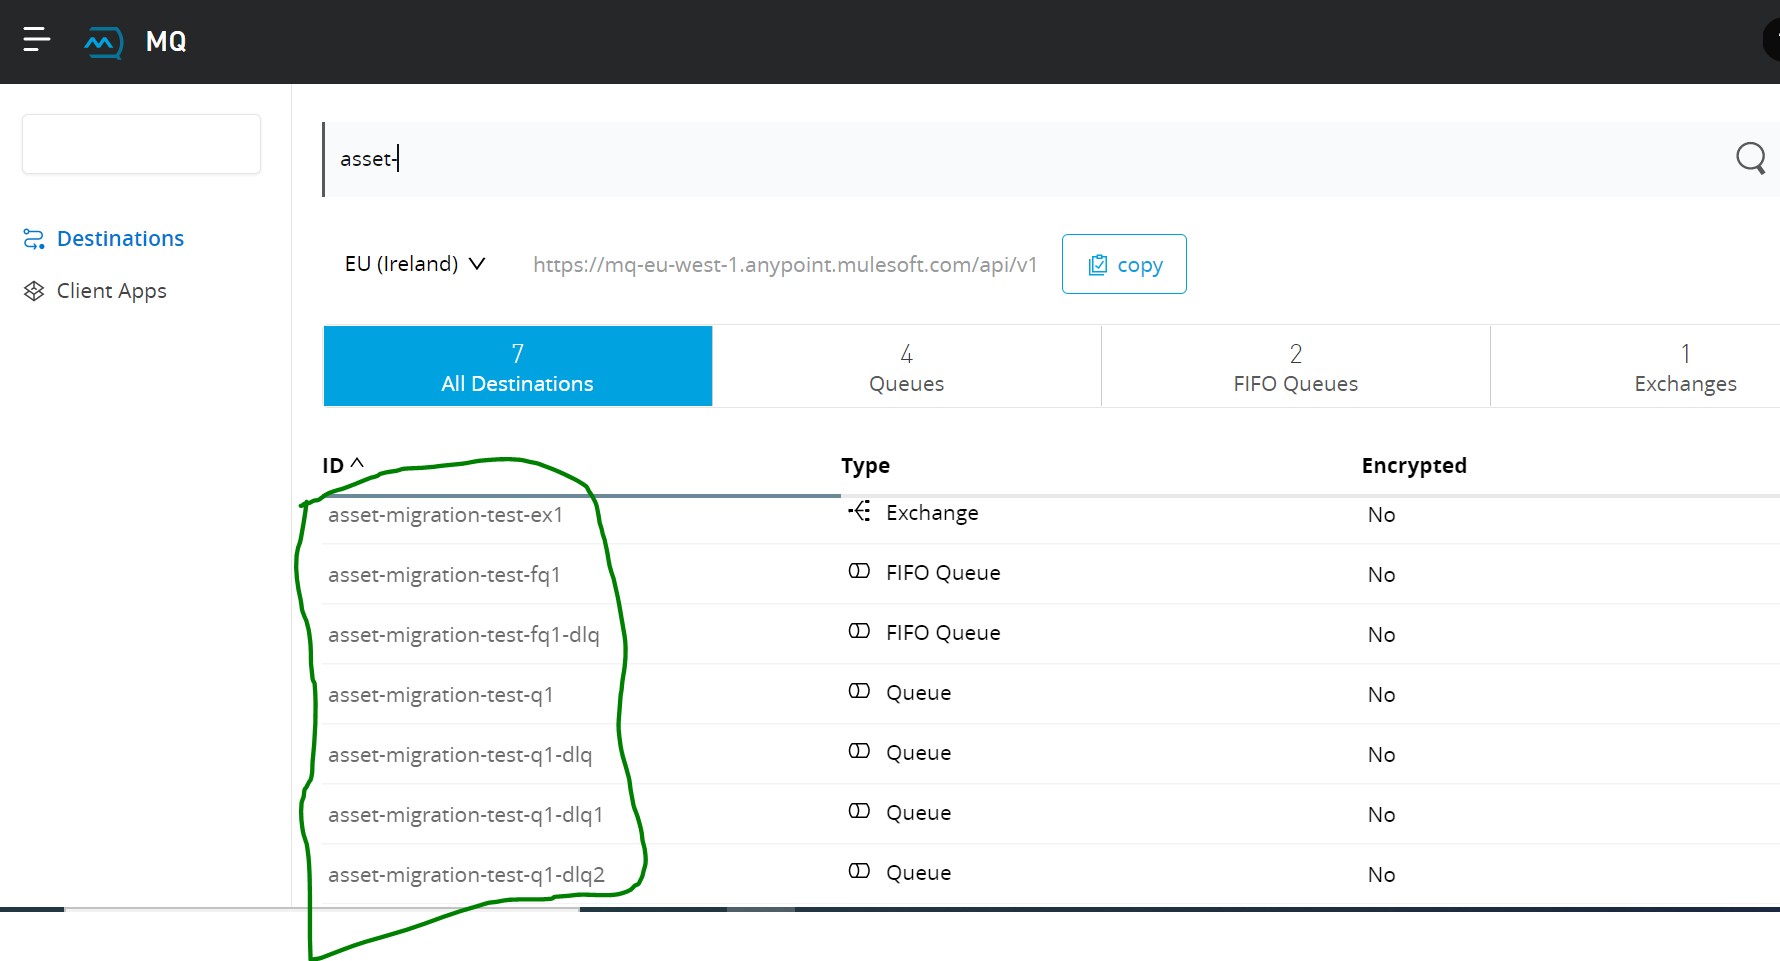 MQ
asset-
Destinations
Client Apps
EU (Ireland) https://mq-eu-west-1.anypoint.mulesoft.com/api/v1 copy
7 4 2 1
All Destinations Queues FIFO Queues Exchanges
ID Type Encrypted
asset-migration-test-ex1 Exchange No
asset-migration-test-fq1 FIFO Queue No
asset-migration-test-fq1-dlq FIFO Queue No
asset-migration-test-q1 Queue No
asset-migration-test-q1-dlq Queue No
asset-migration-test-q1-dlq1 Queue No
asset-migration-test-q1-dlq2 Queue No